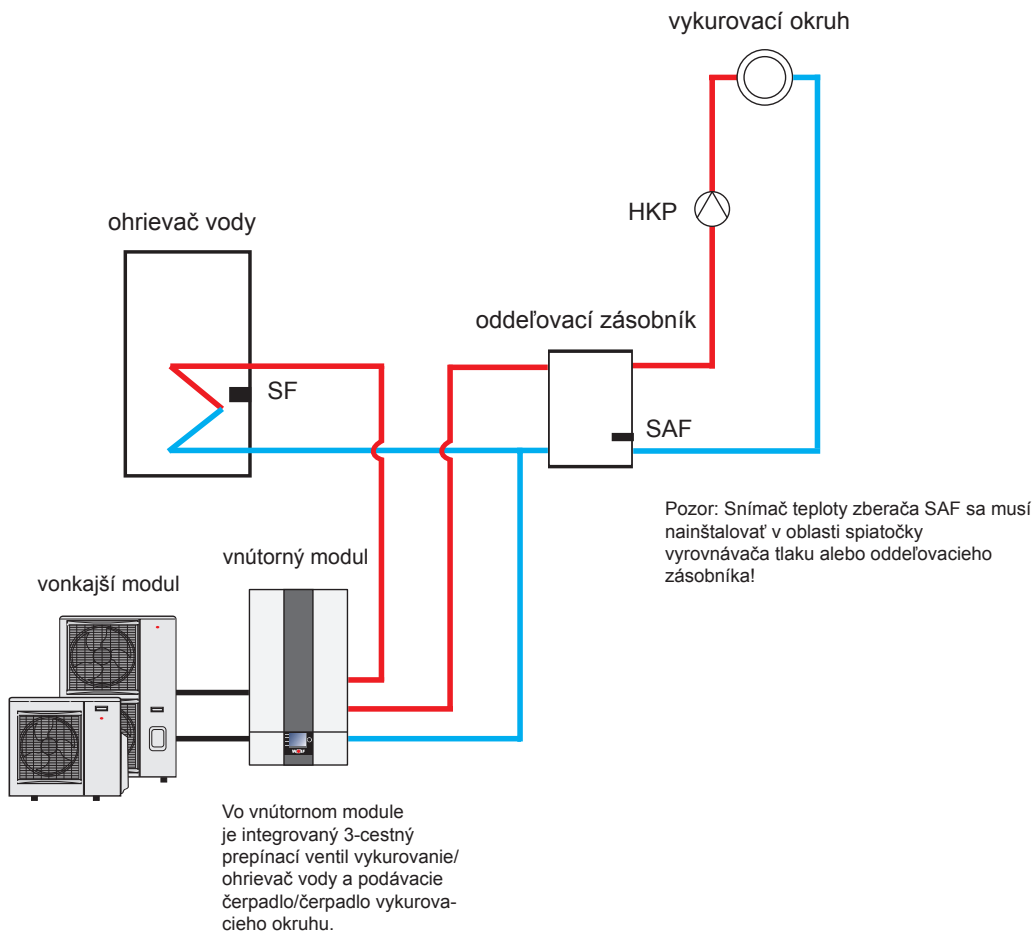 vykurovací okruh
HKP
ohrievač vody
oddeľovací zásobník
SF
SAF
Pozor: Snímač teploty zberača SAF sa musí
nainštalovať v oblasti spiatočky
vyrovnávača tlaku alebo oddeľovacieho
zásobníka!
vnútorný modul
vonkajší modul
WOLF
Vo vnútornom module
je integrovaný 3-cestný
prepínací ventil vykurovanie/
ohrievač vody a podávacie
čerpadlo/čerpadlo vykurova-
cieho okruhu.